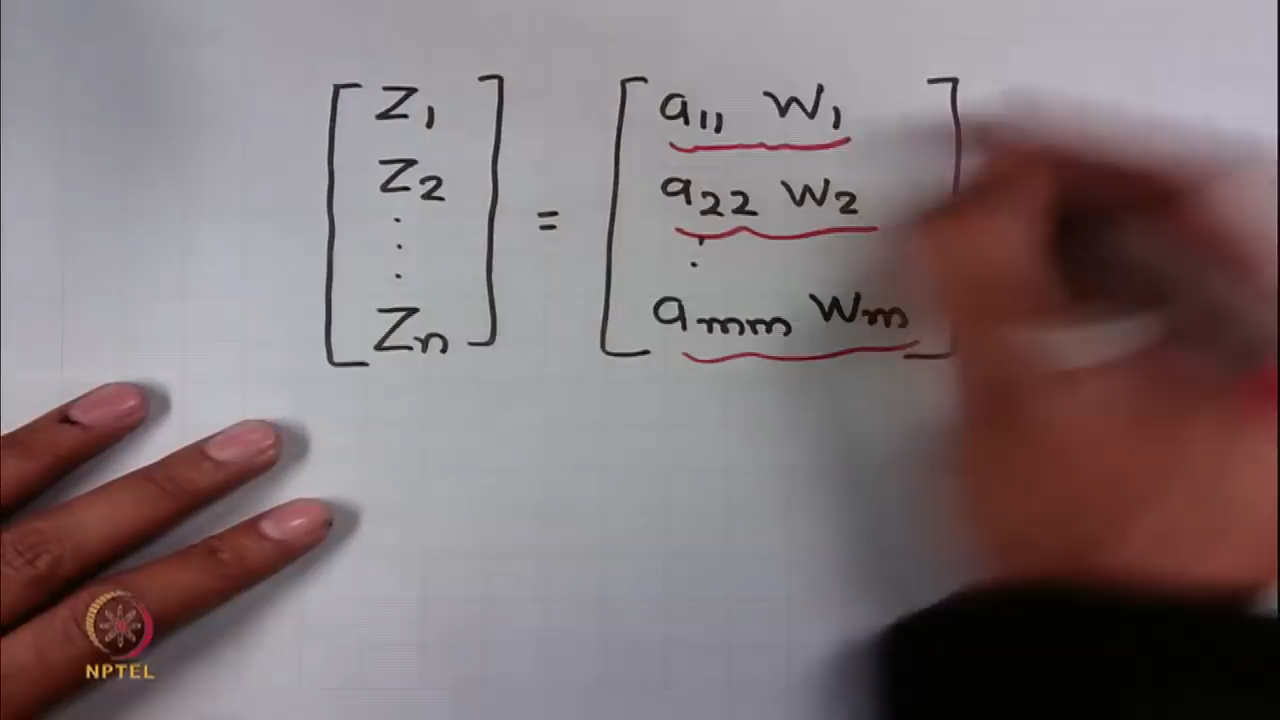 [ Z1 ] = [ a11 W1 ]
[ Z2 ] [ a22 W2 ]
⋮ ⋮
[ Zn ] [ amm Wm ]
NPTEL